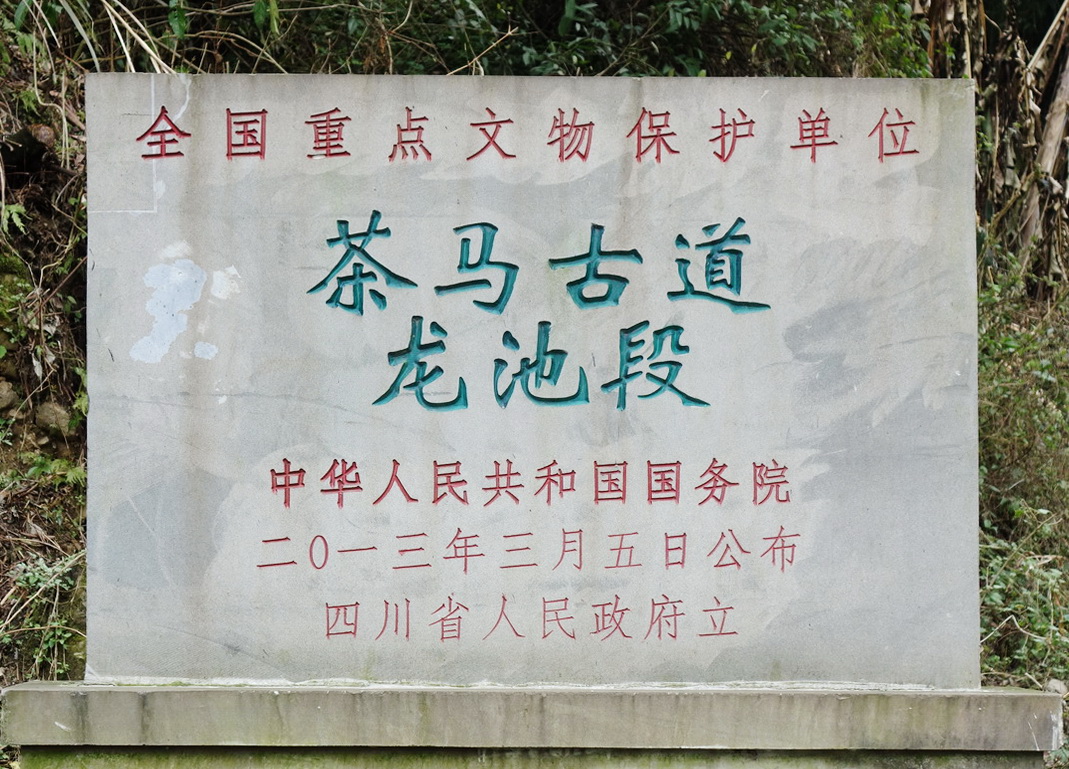 全国重点文物保护单位
茶马古道
龙池段
中华人民共和国国务院
二〇一三年三月五日公布
四川省人民政府立